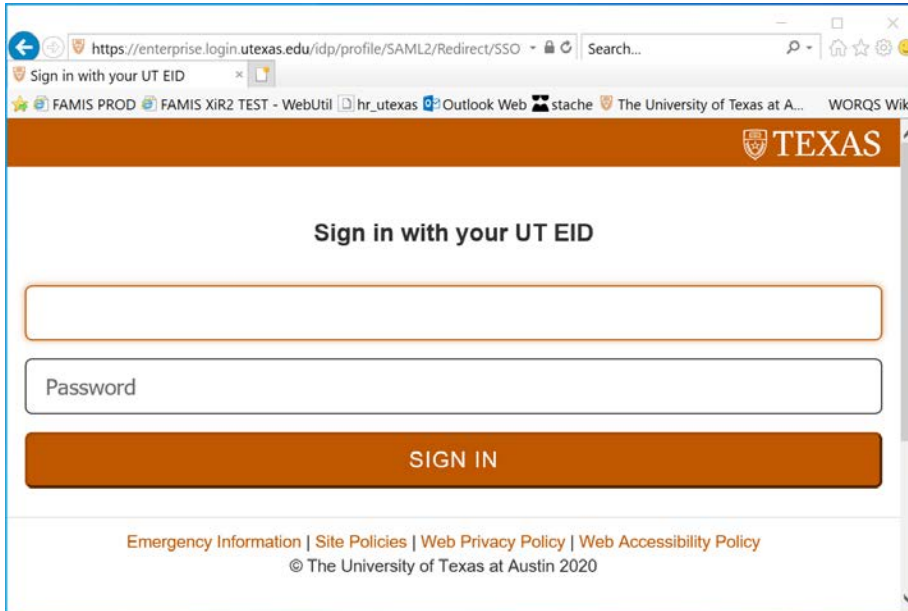 https://enterprise.login.utexas.edu/idp/profile/SAML2/Redirect/SSO Search...
Sign in with your UT EID
FAMIS PROD FAMIS XiR2 TEST - WebUtil hr_utexas Outlook Web stache The University of Texas at A... WORQS Wik
TEXAS
Sign in with your UT EID
Password
SIGN IN
Emergency Information | Site Policies | Web Privacy Policy | Web Accessibility Policy
© The University of Texas at Austin 2020